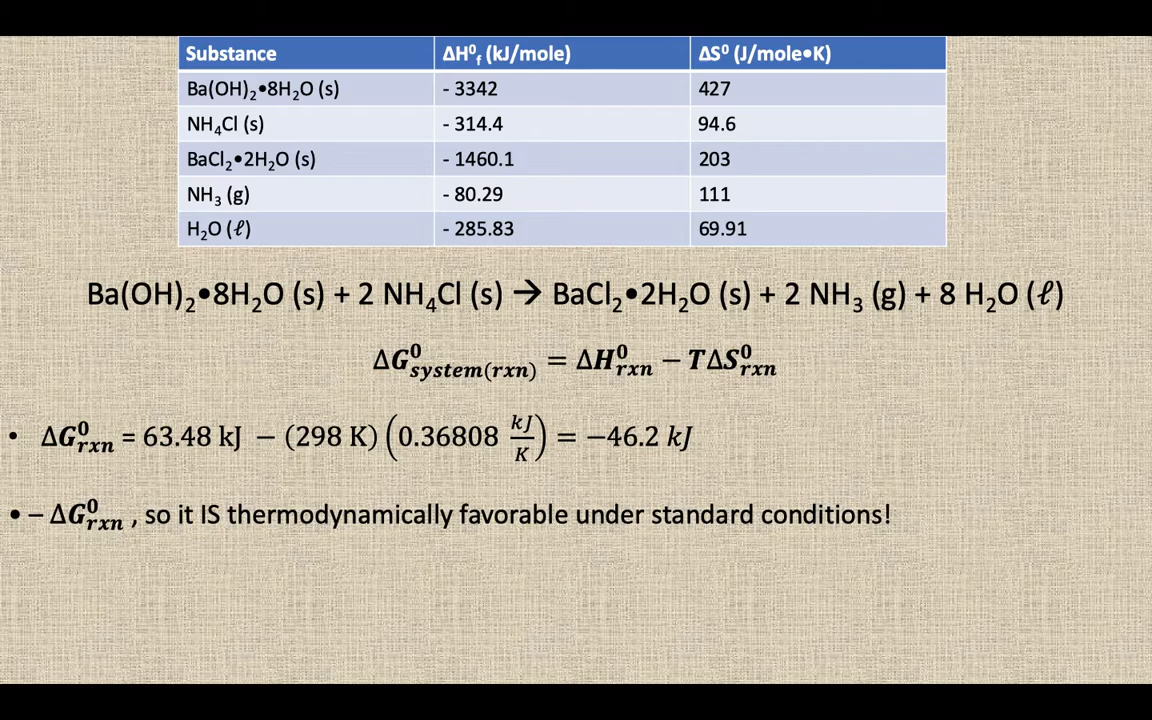 Substance ΔH⁰f (kJ/mole) ΔS⁰ (J/mole•K)
Ba(OH)₂•8H₂O (s) - 3342 427
NH₄Cl (s) - 314.4 94.6
BaCl₂•2H₂O (s) - 1460.1 203
NH₃ (g) - 80.29 111
H₂O (ℓ) - 285.83 69.91
Ba(OH)₂•8H₂O (s) + 2 NH₄Cl (s) → BaCl₂•2H₂O (s) + 2 NH₃ (g) + 8 H₂O (ℓ)
ΔG⁰system(rxn) = ΔH⁰rxn − TΔS⁰rxn
• ΔG⁰rxn = 63.48 kJ − (298 K) (0.36808 kJ/K) = −46.2 kJ
• – ΔG⁰rxn , so it IS thermodynamically favorable under standard conditions!